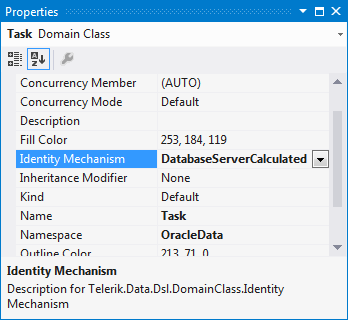 Properties
Task Domain Class
Concurrency Member (AUTO)
Concurrency Mode Default
Description
Fill Color 253, 184, 119
Identity Mechanism DatabaseServerCalculated
Inheritance Modifier None
Kind Default
Name Task
Namespace OracleData
Outline Color 213, 71, 0
Identity Mechanism
Description for Telerik.Data.Dsl.DomainClass.Identity
Mechanism